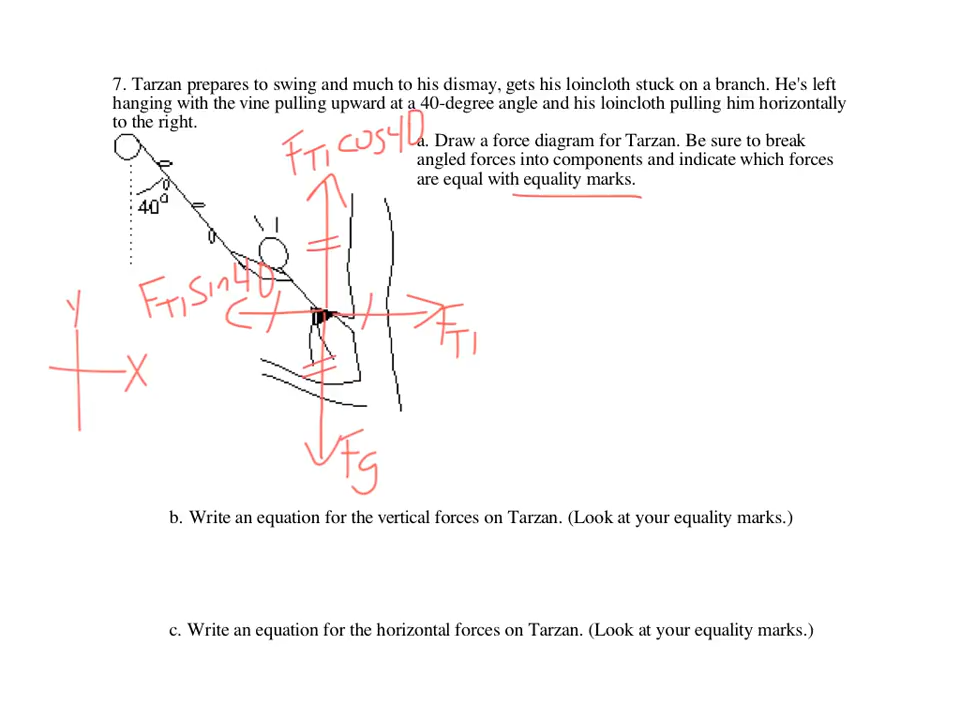 7. Tarzan prepares to swing and much to his dismay, gets his loincloth stuck on a branch. He's left
hanging with the vine pulling upward at a 40-degree angle and his loincloth pulling him horizontally
to the right.
a. Draw a force diagram for Tarzan. Be sure to break
angled forces into components and indicate which forces
are equal with equality marks.
FT1 cos40
40°
FT1 sin40
Y
X
FT1
Fg
b. Write an equation for the vertical forces on Tarzan. (Look at your equality marks.)
c. Write an equation for the horizontal forces on Tarzan. (Look at your equality marks.)